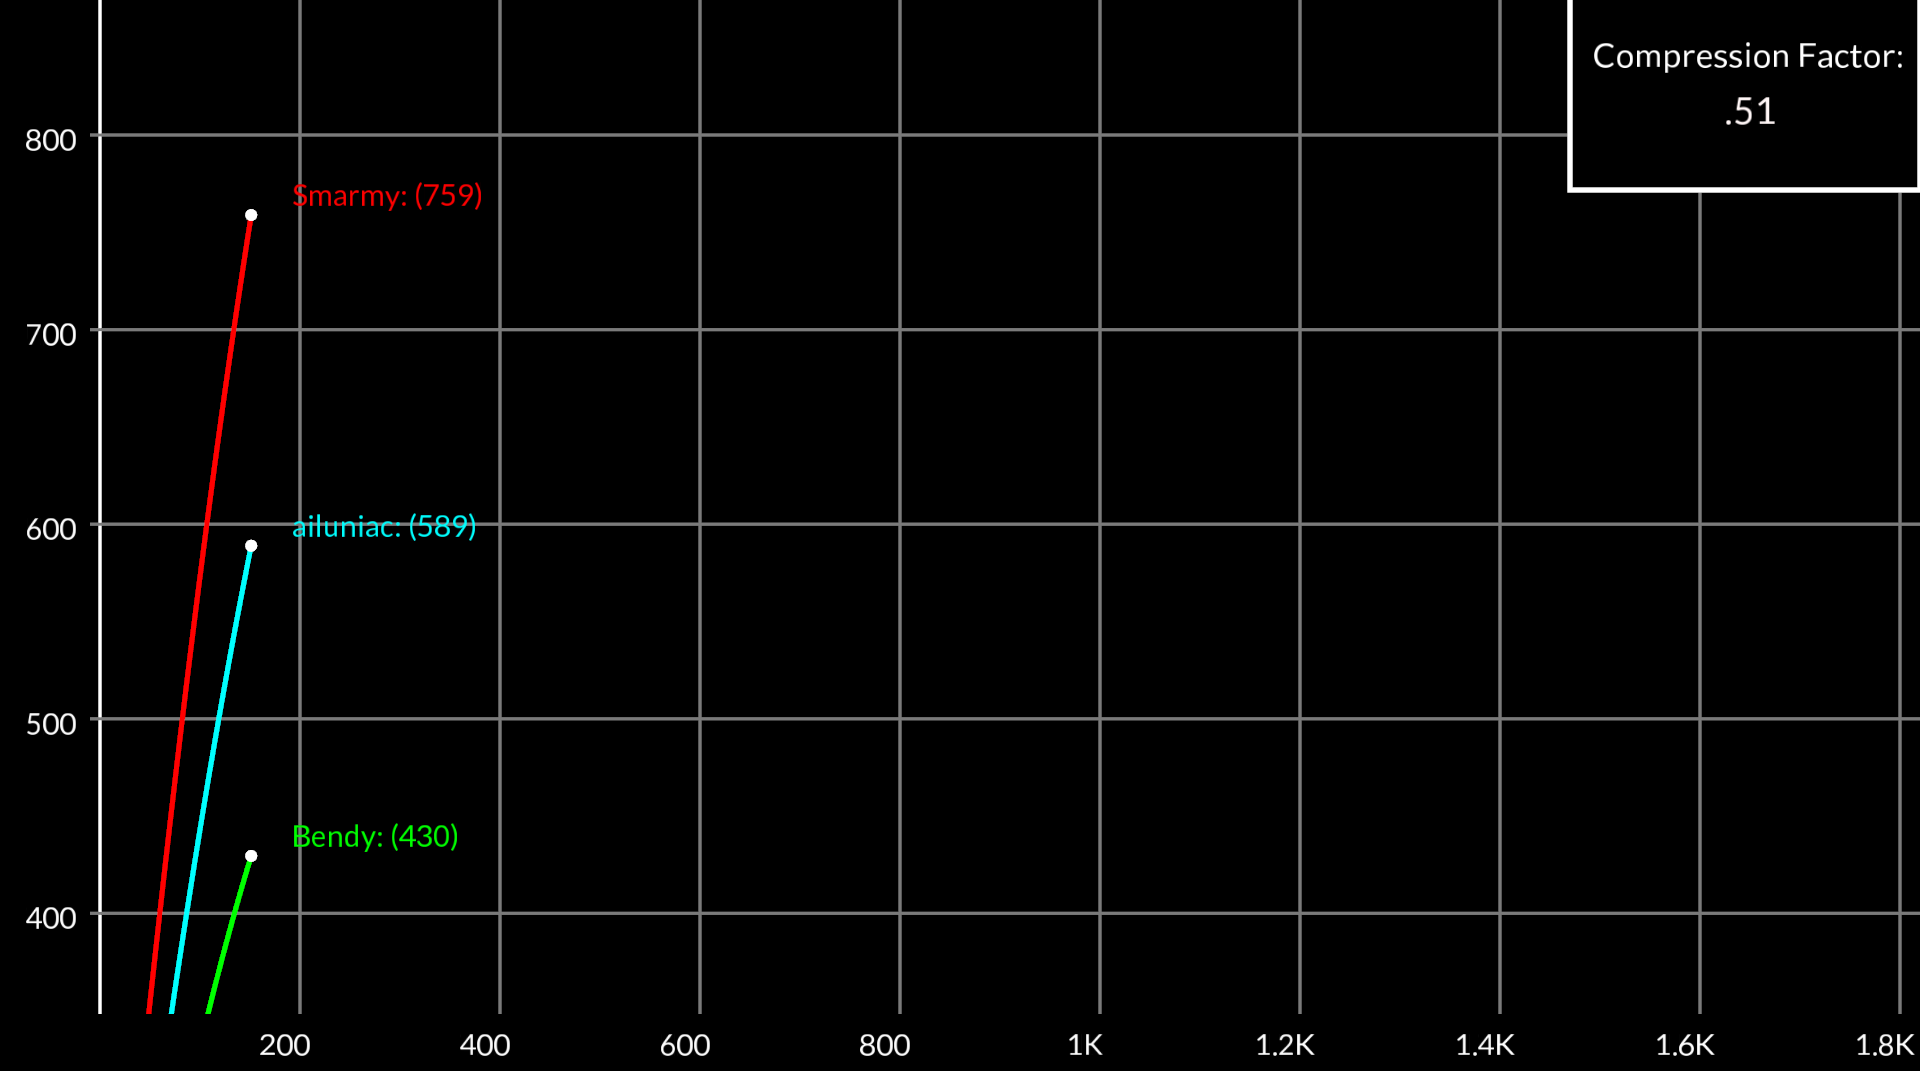 Compression Factor:
.51
800
Smarmy: (759)
700
600
ailuniac: (589)
500
Bendy: (430)
400
200 400 600 800 1K 1.2K 1.4K 1.6K 1.8K